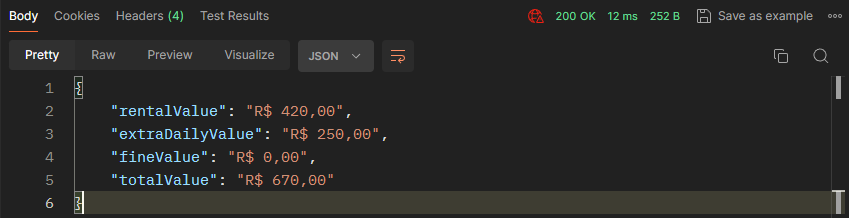 Body Cookies Headers (4) Test Results 200 OK 12 ms 252 B Save as example
Pretty Raw Preview Visualize JSON
1 {
2 "rentalValue": "R$ 420,00",
3 "extraDailyValue": "R$ 250,00",
4 "fineValue": "R$ 0,00",
5 "totalValue": "R$ 670,00"
6 }